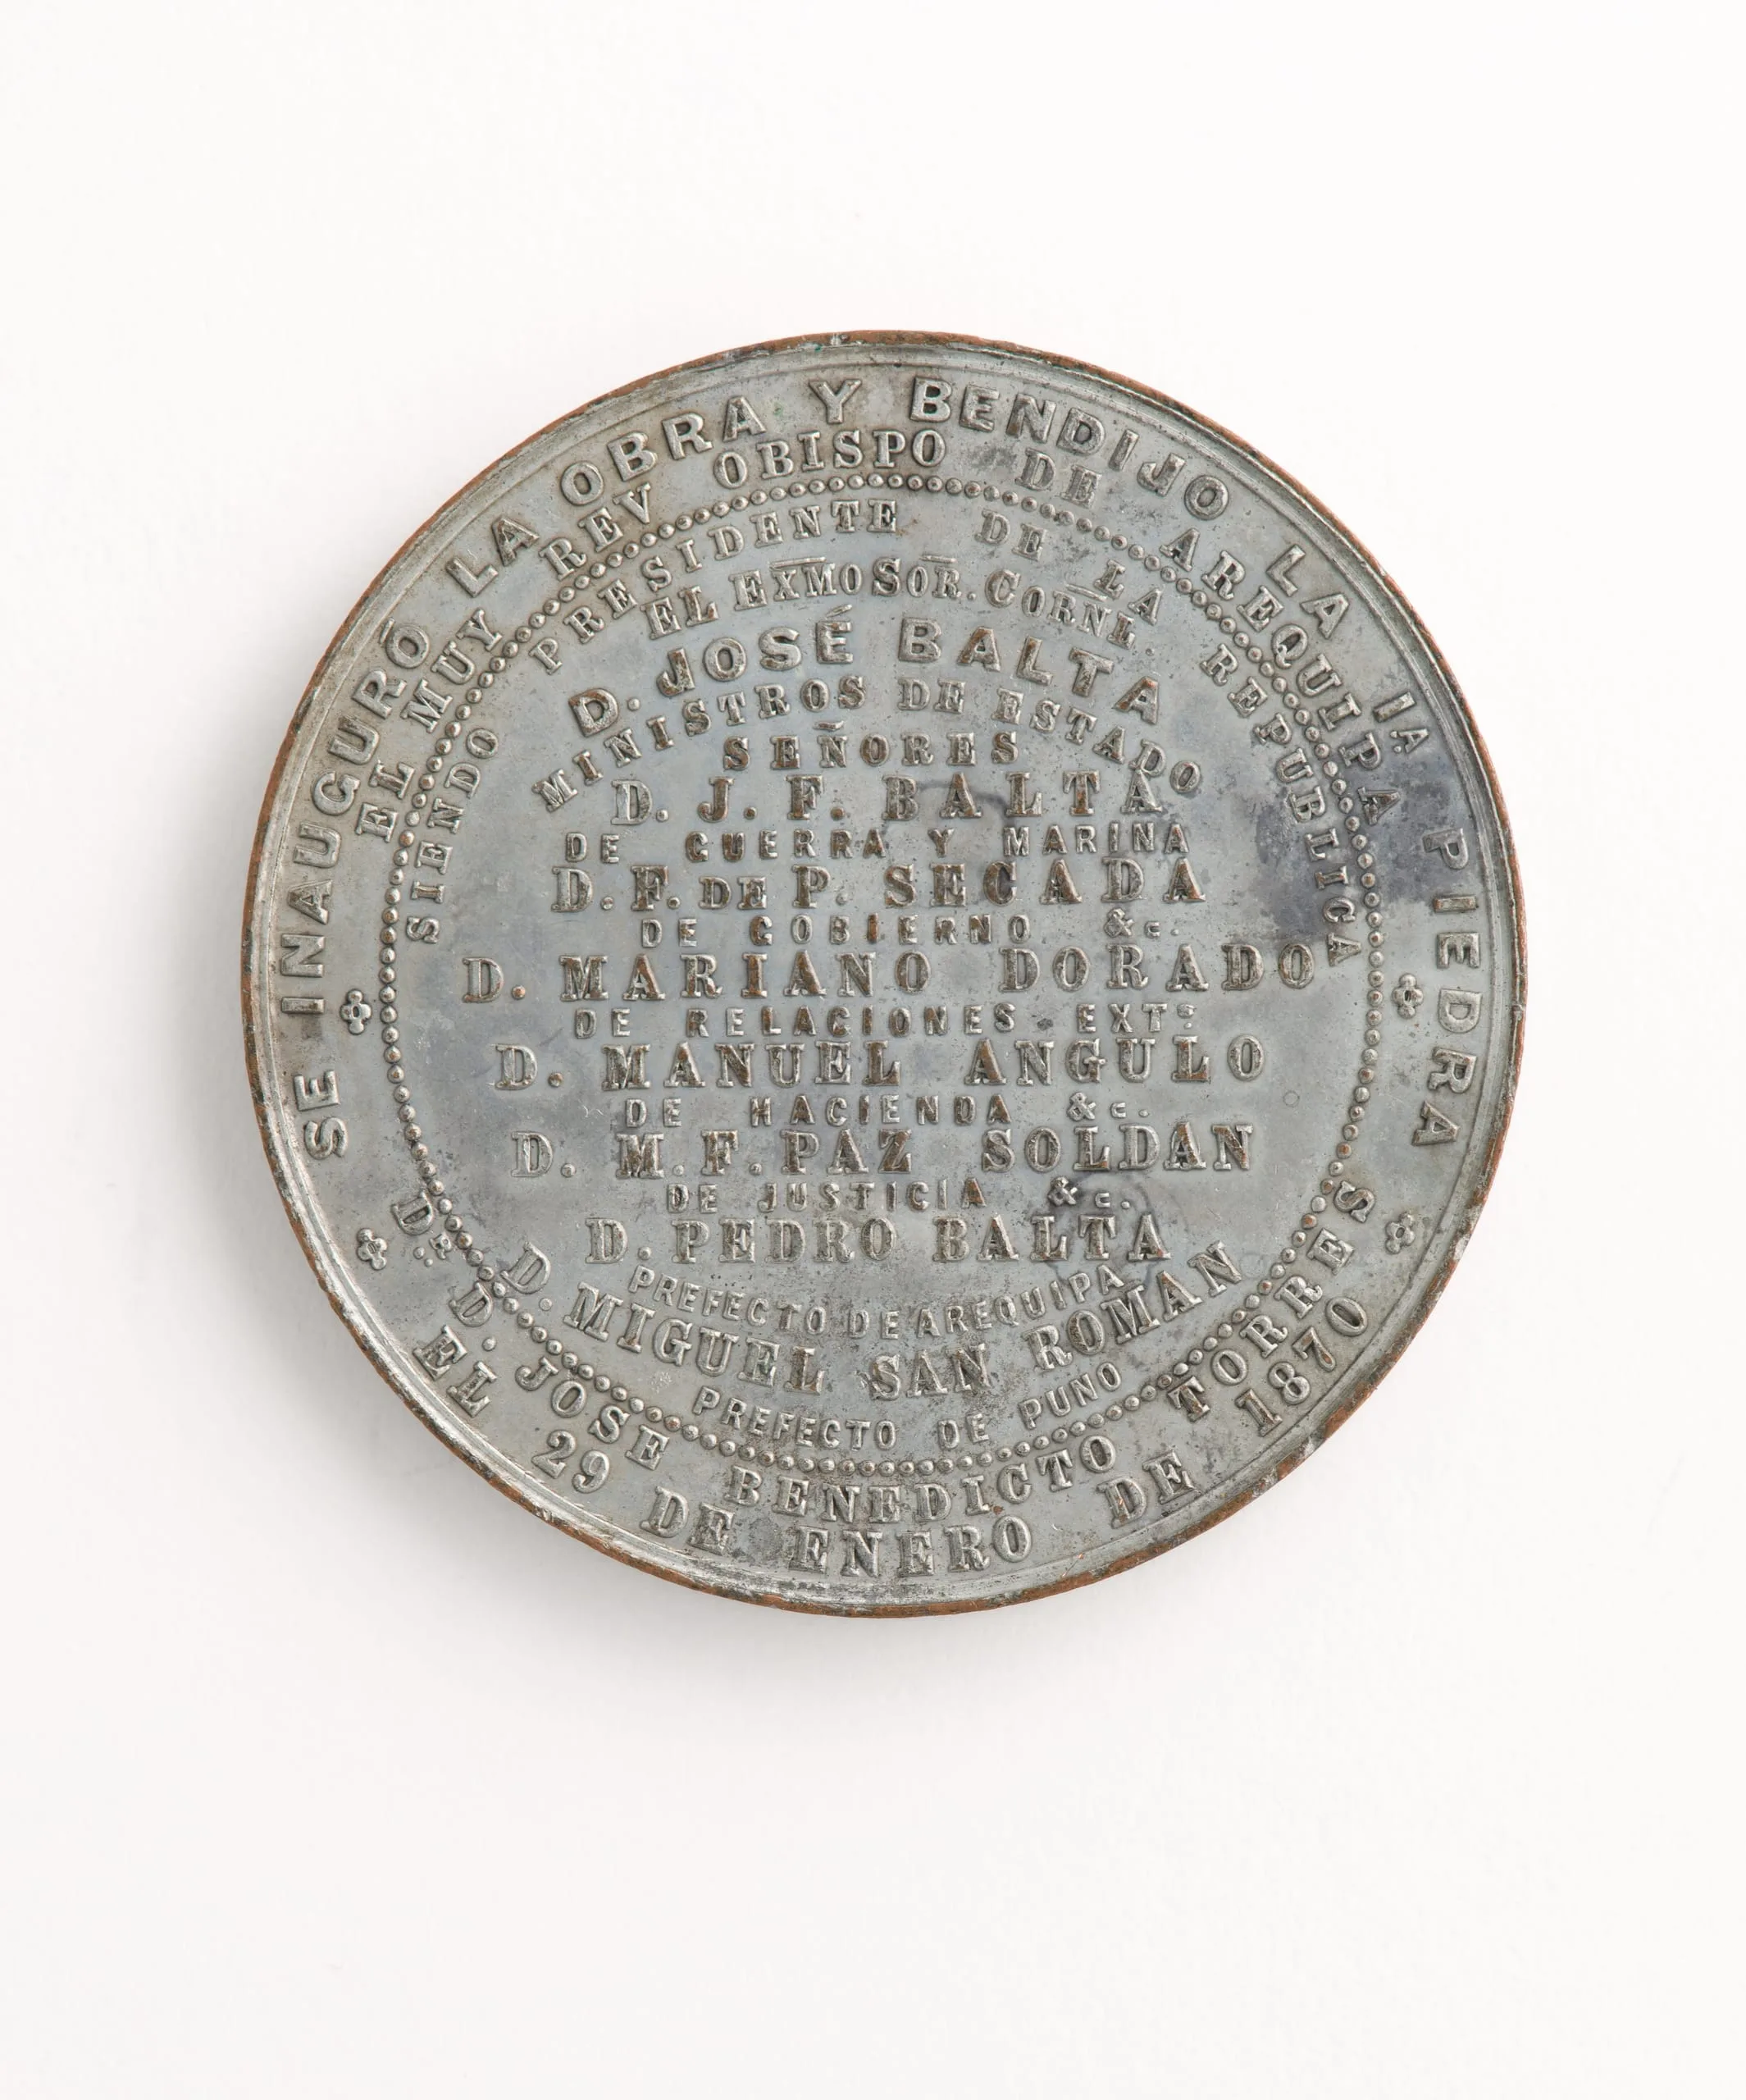 SE INAUGURÓ LA OBRA Y BENDIJO LA 1A. PIEDRA
EL MUY REV OBISPO DE AREQUIPA
DR. D. JOSE BENEDICTO TORRES
EL 29 DE ENERO DE 1870
SIENDO PRESIDENTE DE LA REPUBLICA
EL EXMO SOR. CORNL.
D. JOSÉ BALTA
MINISTROS DE ESTADO
SEÑORES
D. J. F. BALTA
DE GUERRA Y MARINA
D. F. DE P. SECADA
DE GOBIERNO &c.
D. MARIANO DORADO
DE RELACIONES EXT:
D. MANUEL ANGULO
DE HACIENDA &c.
D. M. F. PAZ SOLDAN
DE JUSTICIA &c.
D. PEDRO BALTA
PREFECTO DE AREQUIPA
D. MIGUEL SAN ROMAN
PREFECTO DE PUNO